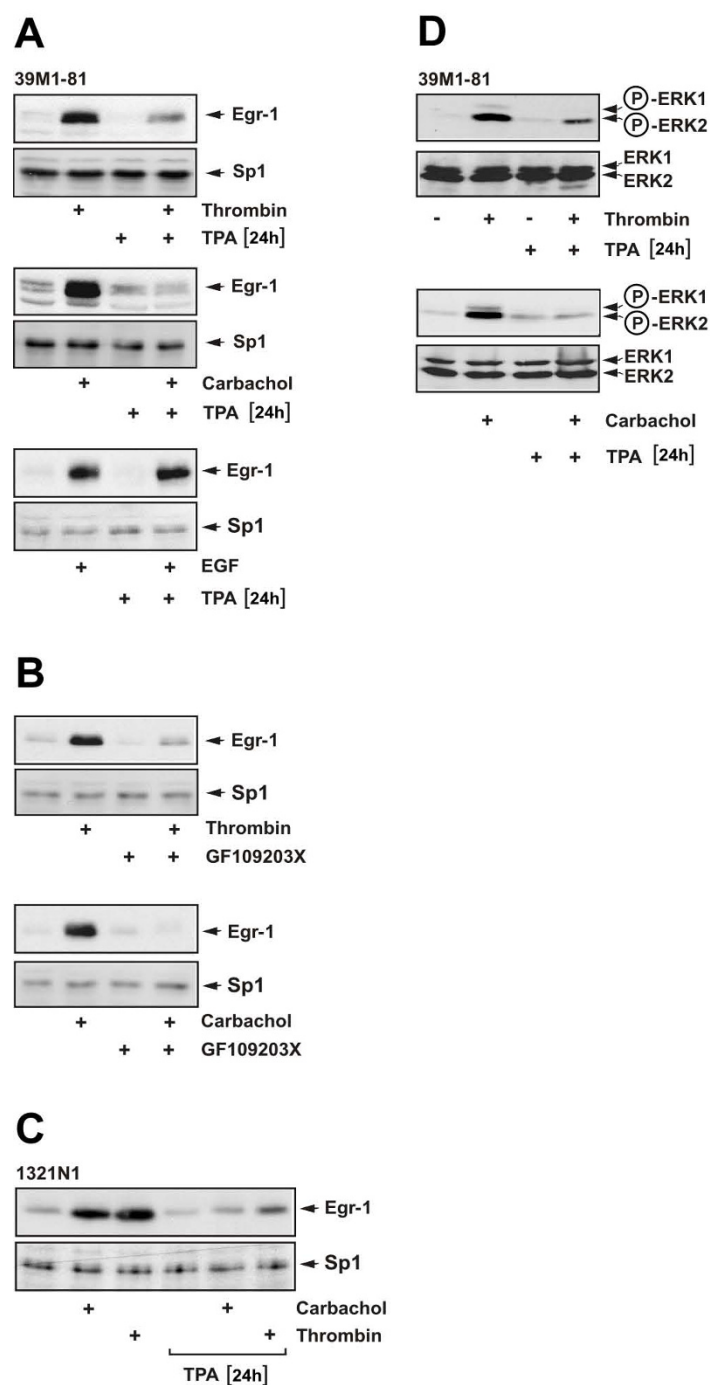 A
39M1-81
Egr-1
Sp1
+ + Thrombin
+ + TPA [24h]
Egr-1
Sp1
+ + Carbachol
+ + TPA [24h]
Egr-1
Sp1
+ + EGF
+ + TPA [24h]
B
Egr-1
Sp1
+ + Thrombin
+ + GF109203X
Egr-1
Sp1
+ + Carbachol
+ + GF109203X
C
1321N1
Egr-1
Sp1
+ + Carbachol
+ + Thrombin
TPA [24h]
D
39M1-81
P-ERK1
P-ERK2
ERK1
ERK2
- + - + Thrombin
+ + TPA [24h]
P-ERK1
P-ERK2
ERK1
ERK2
+ + Carbachol
+ + TPA [24h]